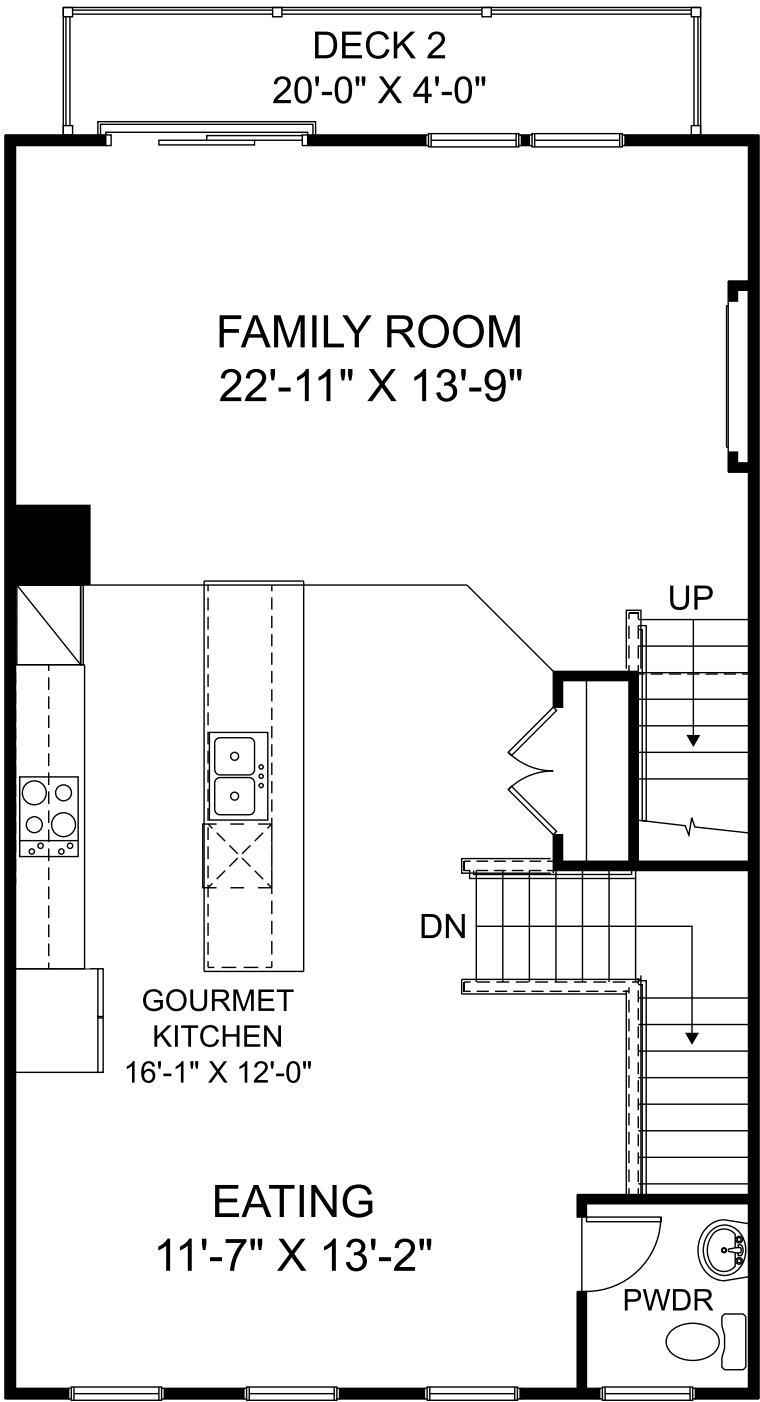 DECK 2
20'-0" X 4'-0"
FAMILY ROOM
22'-11" X 13'-9"
UP
DN
GOURMET
KITCHEN
16'-1" X 12'-0"
EATING
11'-7" X 13'-2"
PWDR